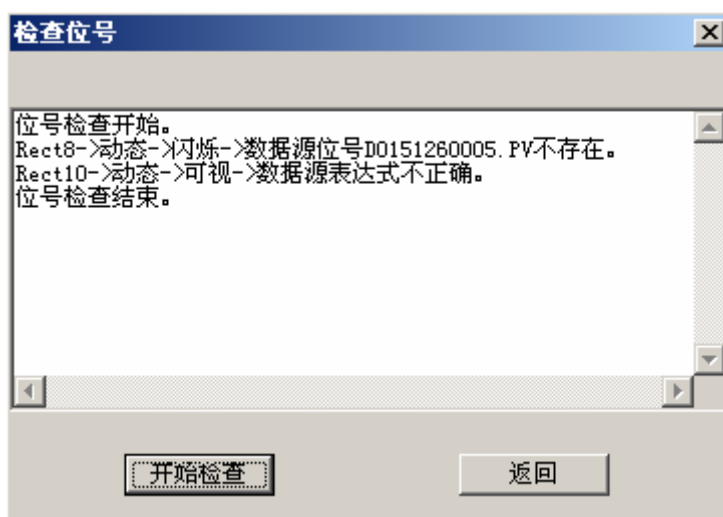 检查位号
位号检查开始。
Rect8->动态->闪烁->数据源位号DO151260005.PV不存在。
Rect10->动态->可视->数据源表达式不正确。
位号检查结束。
开始检查
返回